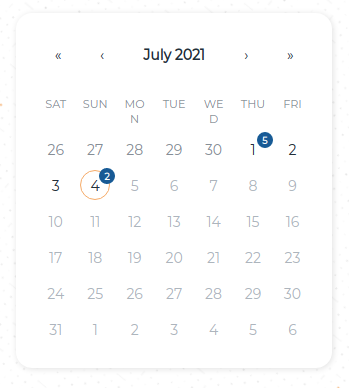 « ‹ July 2021 › »
SAT SUN MO TUE WE THU FRI
N D
26 27 28 29 30 1 5 2
3 4 2 5 6 7 8 9
10 11 12 13 14 15 16
17 18 19 20 21 22 23
24 25 26 27 28 29 30
31 1 2 3 4 5 6